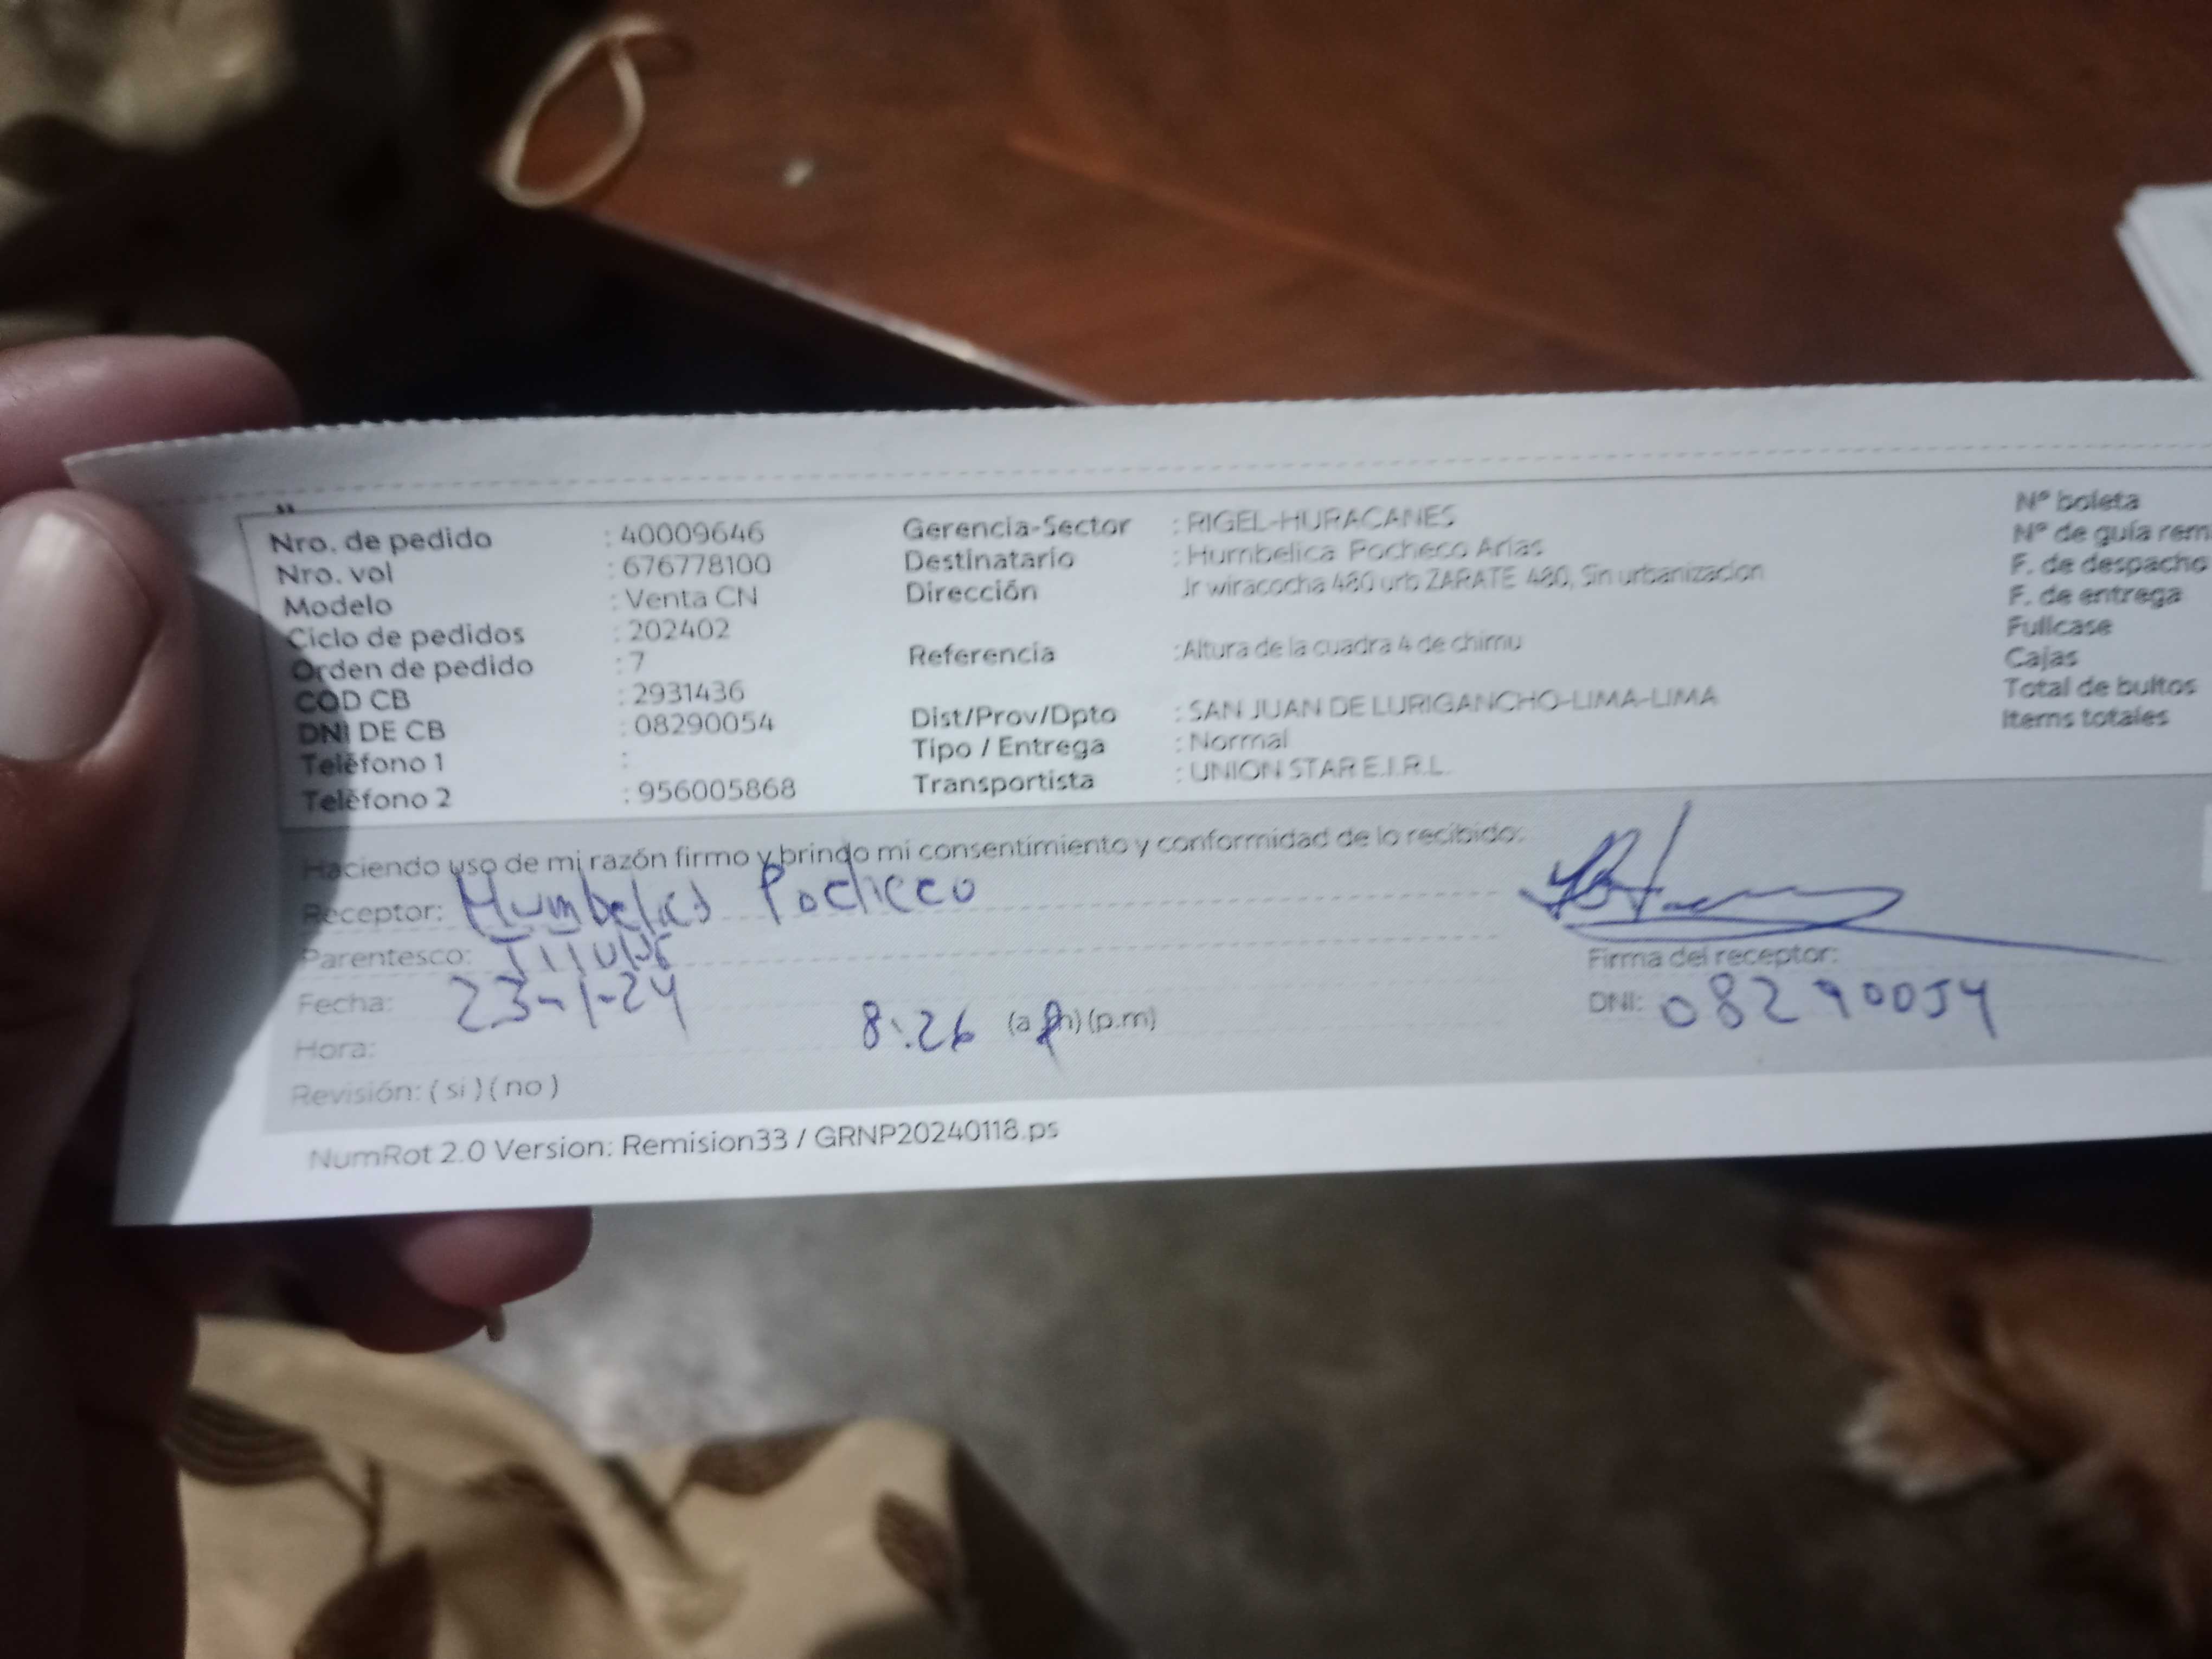 Nro. de pedido : 40009646
Nro. vol : 676778100
Modelo : Venta CN
Ciclo de pedidos : 202402
Orden de pedido : 7
COD CB : 2931436
DNI DE CB : 08290054
Teléfono 1 :
Teléfono 2 : 956005868
Gerencia-Sector : RIGEL-HURACANES
Destinatario : Humbelica Pocheco Arias
Dirección Jr wiracocha 480 urb ZARATE 480, Sin urbanizacion
Referencia :Altura de la cuadra 4 de chimu
Dist/Prov/Dpto : SAN JUAN DE LURIGANCHO-LIMA-LIMA
Tipo / Entrega : Normal
Transportista : UNION STAR E.I.R.L.
Nº boleta
Nº de guía rem
F. de despacho
F. de entrega
Fullcase
Cajas
Total de bultos
Items totales
Haciendo uso de mi razón firmo y brindo mi consentimiento y conformidad de lo recibido:
Receptor: Pocheco
Parentesco:
Fecha: 23-1-24
Hora: 8:26 (a.m) (p.m)
Revisión: ( si ) ( no )
Firma del receptor:
DNI: 08290054
NumRot 2.0 Version: Remision33 / GRNP20240118.ps